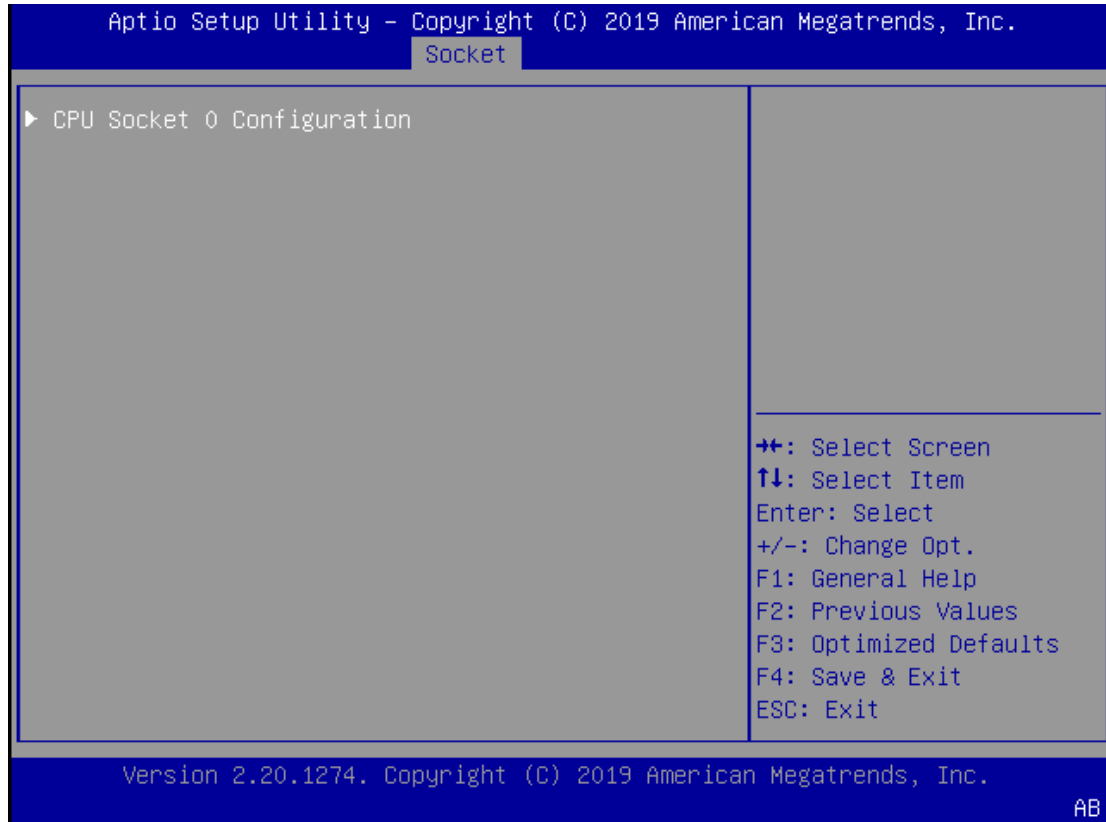 Aptio Setup Utility – Copyright (C) 2019 American Megatrends, Inc.
Socket
▶ CPU Socket 0 Configuration
→←: Select Screen
↑↓: Select Item
Enter: Select
+/-: Change Opt.
F1: General Help
F2: Previous Values
F3: Optimized Defaults
F4: Save & Exit
ESC: Exit
Version 2.20.1274. Copyright (C) 2019 American Megatrends, Inc.
AB